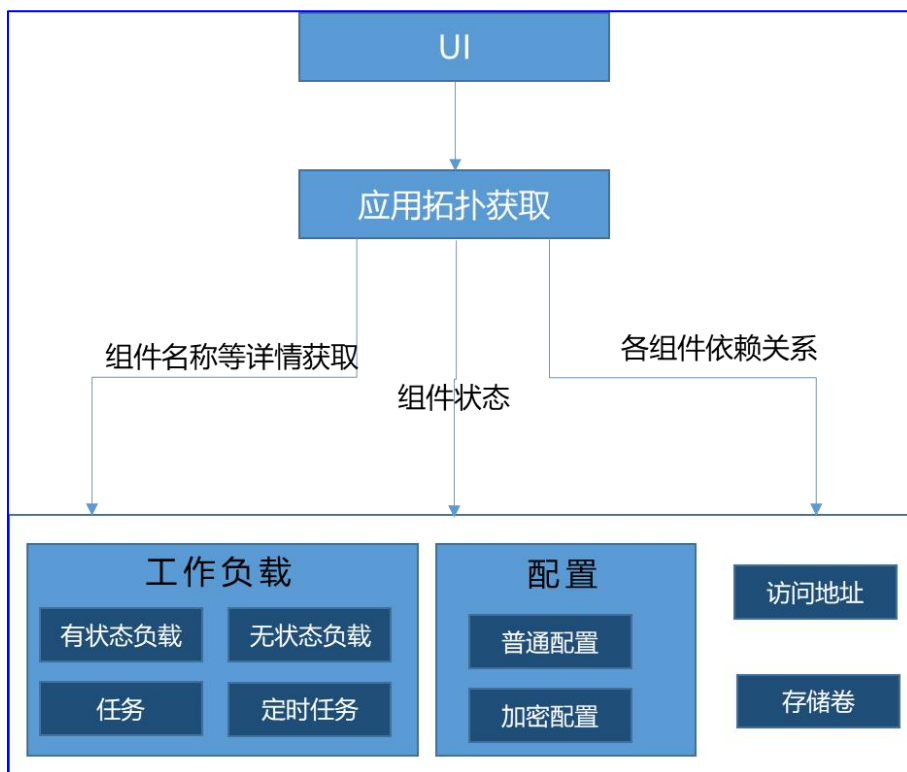 UI
应用拓扑获取
组件名称等详情获取
组件状态
各组件依赖关系
工作负载
有状态负载
无状态负载
任务
定时任务
配置
普通配置
加密配置
访问地址
存储卷